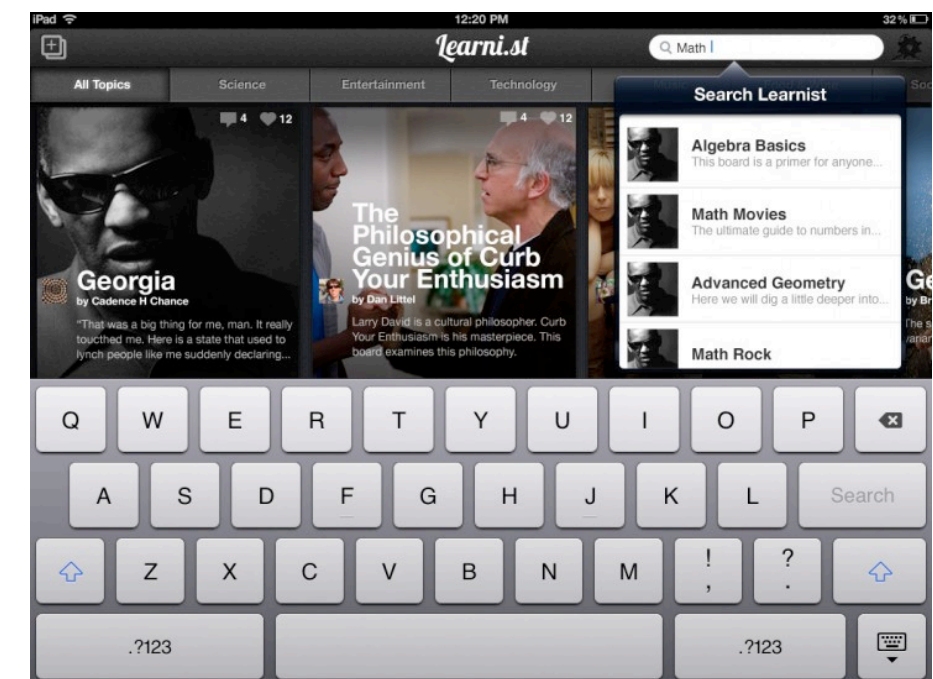 iPad
12:20 PM
32%
Learni.st
Math
All Topics
Science
Entertainment
Technology
Soc
Search Learnist
Algebra Basics
This board is a primer for anyone...
Math Movies
The ultimate guide to numbers in...
Advanced Geometry
Here we will dig a little deeper into...
Math Rock
4 12
Georgia
by Cadence H Chance
"That was a big thing for me, man. It really
toucthed me. Here is a state that used to
lynch people like me suddenly declaring...
4 12
The
Philosophical
Genius of Curb
Your Enthusiasm
by Dan Littel
Larry David is a cultural philosopher. Curb
Your Enthusiasm is his masterpiece. This
board examines this philosophy.
Ge
by Br
The s
Q W E R T Y U I O P
A S D F G H J K L Search
Z X C V B N M ! , ? .
.?123 .?123